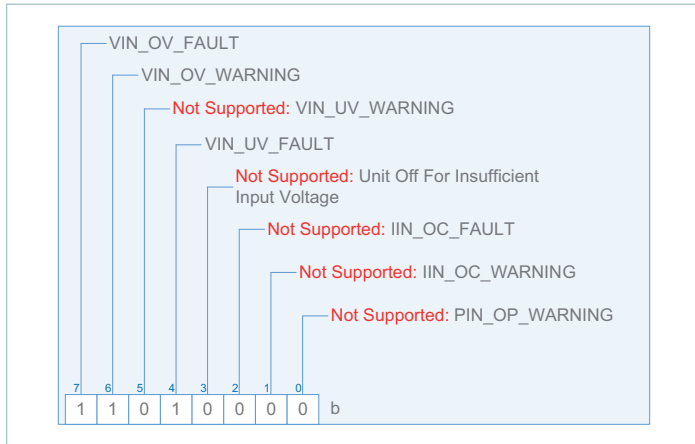 VIN_OV_FAULT
VIN_OV_WARNING
Not Supported: VIN_UV_WARNING
VIN_UV_FAULT
Not Supported: Unit Off For Insufficient
Input Voltage
Not Supported: IIN_OC_FAULT
Not Supported: IIN_OC_WARNING
Not Supported: PIN_OP_WARNING
7 6 5 4 3 2 1 0
1 1 0 1 0 0 0 0 b